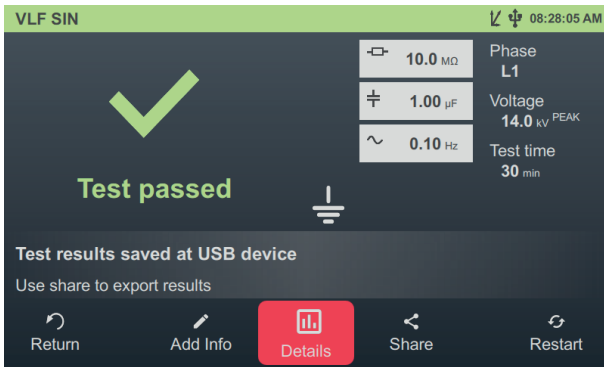 VLF SIN
08:28:05 AM
10.0 MΩ
1.00 µF
0.10 Hz
Phase
L1
Voltage
14.0 kV PEAK
Test time
30 min
Test passed
Test results saved at USB device
Use share to export results
Return
Add Info
Details
Share
Restart